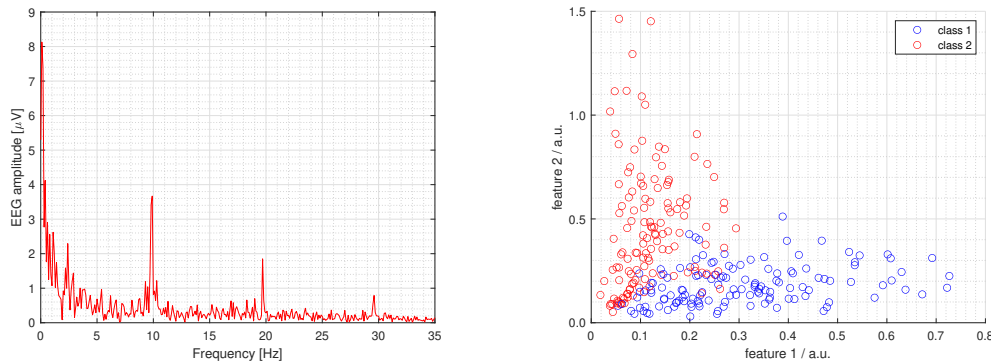 9
8
7
6
5
4
3
2
1
0
EEG amplitude [μV]
0 5 10 15 20 25 30 35
Frequency [Hz]
1.5
1.0
0.5
0.0
feature 2 / a.u.
class 1
class 2
0 0.1 0.2 0.3 0.4 0.5 0.6 0.7 0.8
feature 1 / a.u.